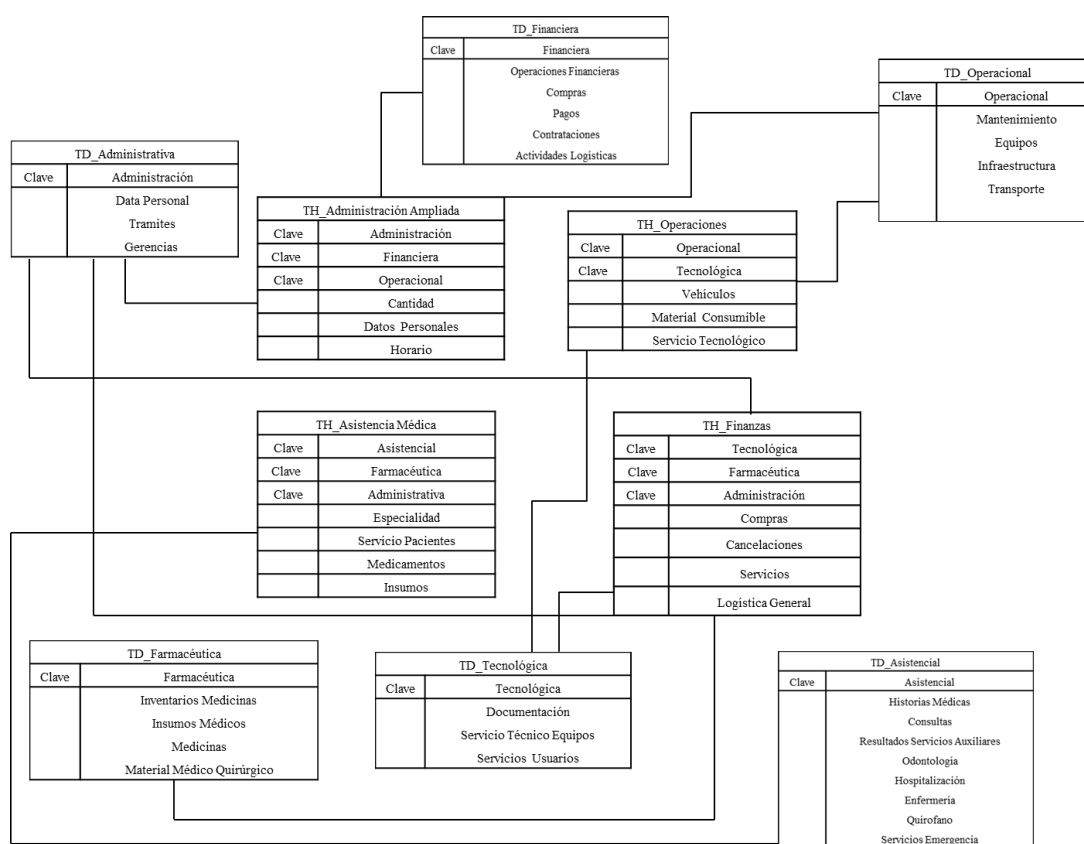 TD_Financiera
Clave Financiera
Operaciones Financieras
Compras
Pagos
Contrataciones
Actividades Logísticas
TD_Operacional
Clave Operacional
Mantenimiento
Equipos
Infraestructura
Transporte
TD_Administrativa
Clave Administración
Data Personal
Tramites
Gerencias
TH_Administración Ampliada
Clave Administración
Clave Financiera
Clave Operacional
Cantidad
Datos Personales
Horario
TH_Operaciones
Clave Operacional
Clave Tecnológica
Vehículos
Material Consumible
Servicio Tecnológico
TH_Asistencia Médica
Clave Asistencial
Clave Farmacéutica
Clave Administrativa
Especialidad
Servicio Pacientes
Medicamentos
Insumos
TH_Finanzas
Clave Tecnológica
Clave Farmacéutica
Clave Administración
Compras
Cancelaciones
Servicios
Logística General
TD_Farmacéutica
Clave Farmacéutica
Inventarios Medicinas
Insumos Médicos
Medicinas
Material Médico Quirúrgico
TD_Tecnológica
Clave Tecnológica
Documentación
Servicio Técnico Equipos
Servicios Usuarios
TD_Asistencial
Clave Asistencial
Historias Médicas
Consultas
Resultados Servicios Auxiliares
Odontología
Hospitalización
Enfermería
Quirofano
Servicios Emergencia